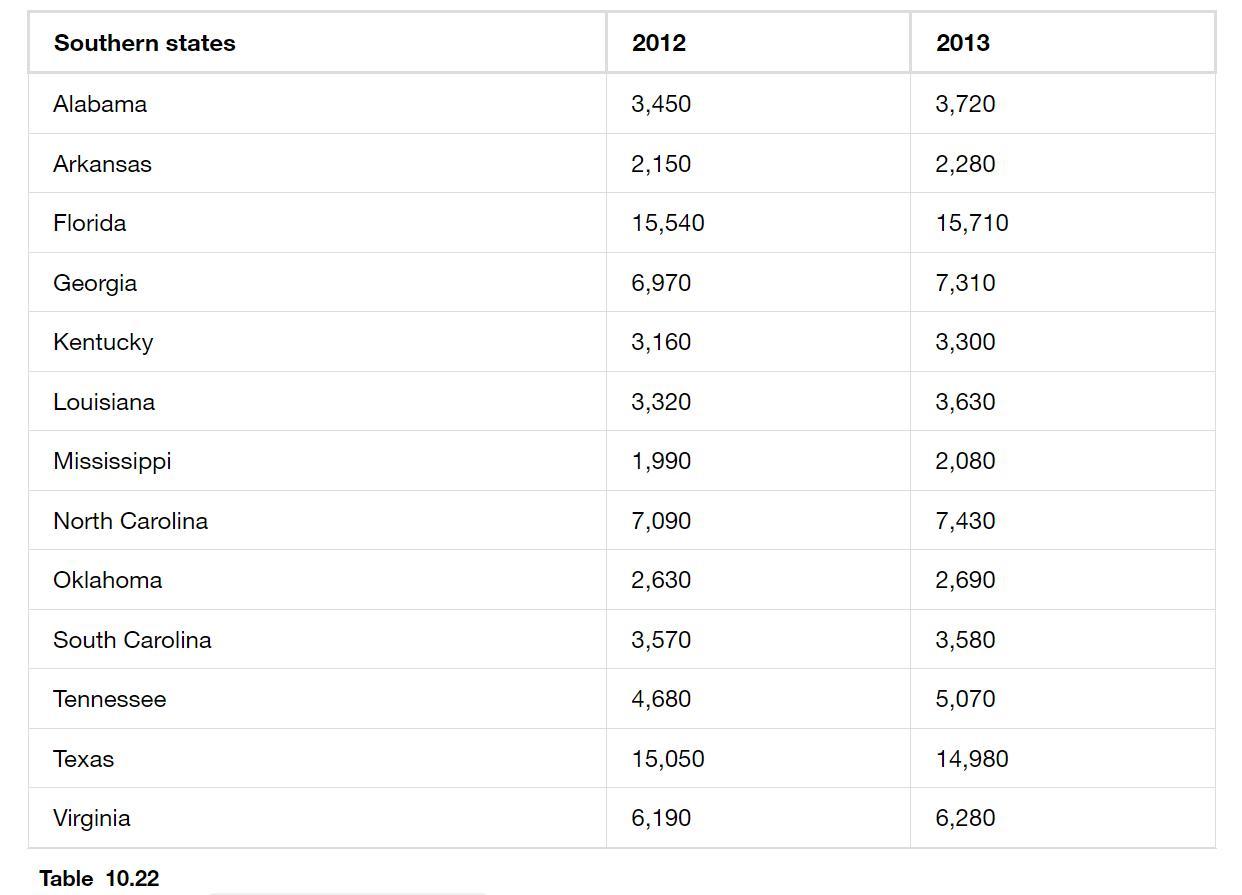 Southern states 2012 2013
Alabama 3,450 3,720
Arkansas 2,150 2,280
Florida 15,540 15,710
Georgia 6,970 7,310
Kentucky 3,160 3,300
Louisiana 3,320 3,630
Mississippi 1,990 2,080
North Carolina 7,090 7,430
Oklahoma 2,630 2,690
South Carolina 3,570 3,580
Tennessee 4,680 5,070
Texas 15,050 14,980
Virginia 6,190 6,280
Table 10.22